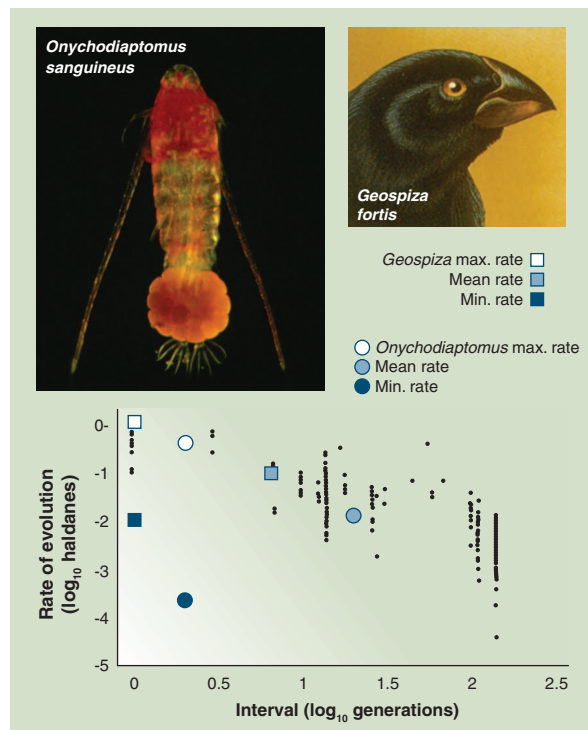 Onychodiaptomus
sanguineus
Geospiza
fortis
Geospiza max. rate
Mean rate
Min. rate
Onychodiaptomus max. rate
Mean rate
Min. rate
Rate of evolution
(log10 haldanes)
0-
-1
-2
-3
-4
-5
0
0.5
1
1.5
2
2.5
Interval (log10 generations)